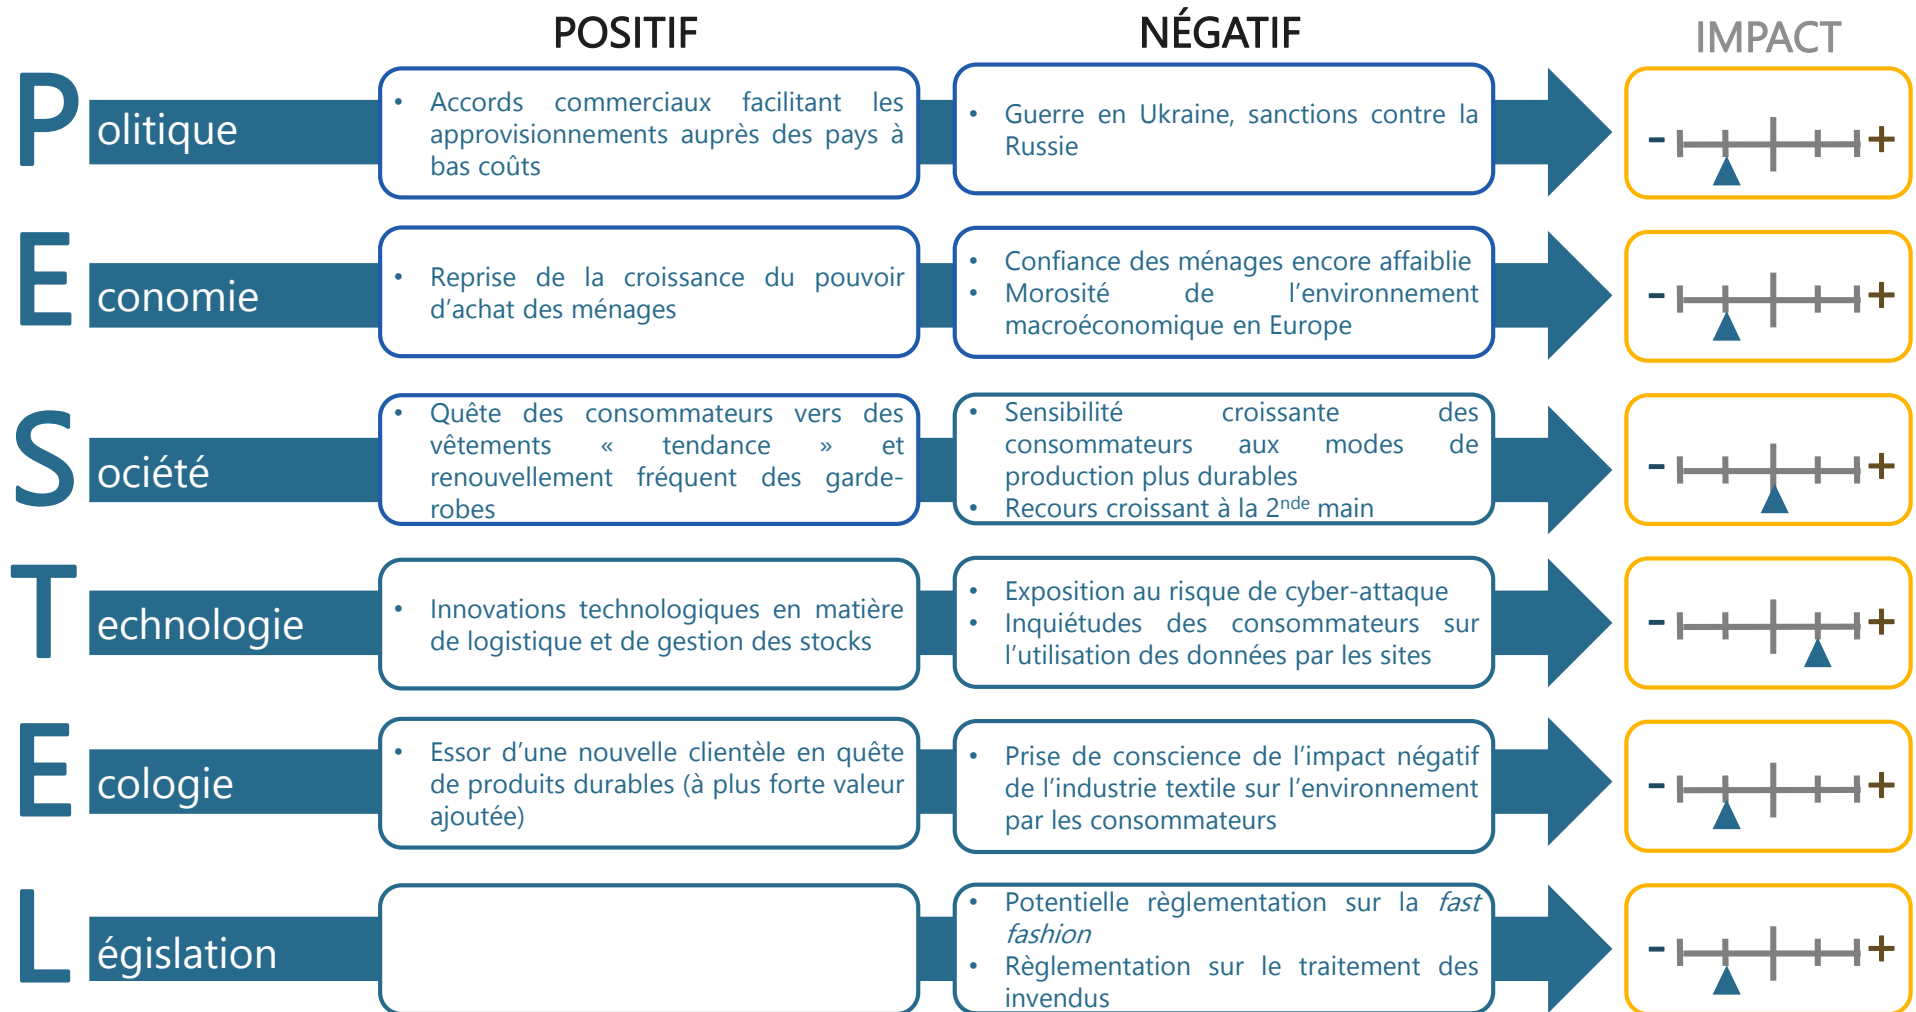 POSITIF
NÉGATIF
IMPACT
Politique
• Accords commerciaux facilitant les
approvisionnements auprès des pays à
bas coûts
• Guerre en Ukraine, sanctions contre la
Russie
- +
Economie
• Reprise de la croissance du pouvoir
d’achat des ménages
• Confiance des ménages encore affaiblie
• Morosité de l’environnement
macroéconomique en Europe
- +
Société
• Quête des consommateurs vers des
vêtements « tendance » et
renouvellement fréquent des garde-
robes
• Sensibilité croissante des
consommateurs aux modes de
production plus durables
• Recours croissant à la 2nde main
- +
Technologie
• Innovations technologiques en matière
de logistique et de gestion des stocks
• Exposition au risque de cyber-attaque
• Inquiétudes des consommateurs sur
l’utilisation des données par les sites
- +
Ecologie
• Essor d’une nouvelle clientèle en quête
de produits durables (à plus forte valeur
ajoutée)
• Prise de conscience de l’impact négatif
de l’industrie textile sur l’environnement
par les consommateurs
- +
Législation
• Potentielle règlementation sur la fast
fashion
• Règlementation sur le traitement des
invendus
- +